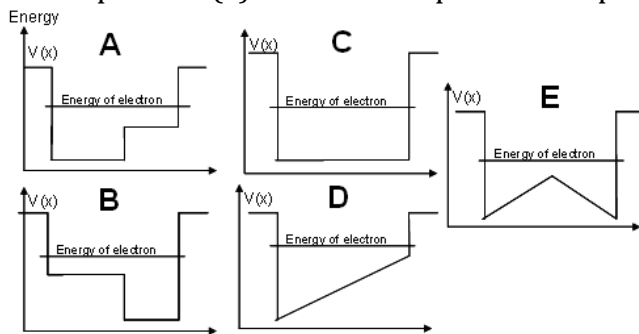 Energy
A
V(x)
Energy of electron
C
V(x)
Energy of electron
E
V(x)
Energy of electron
B
V(x)
Energy of electron
D
V(x)
Energy of electron